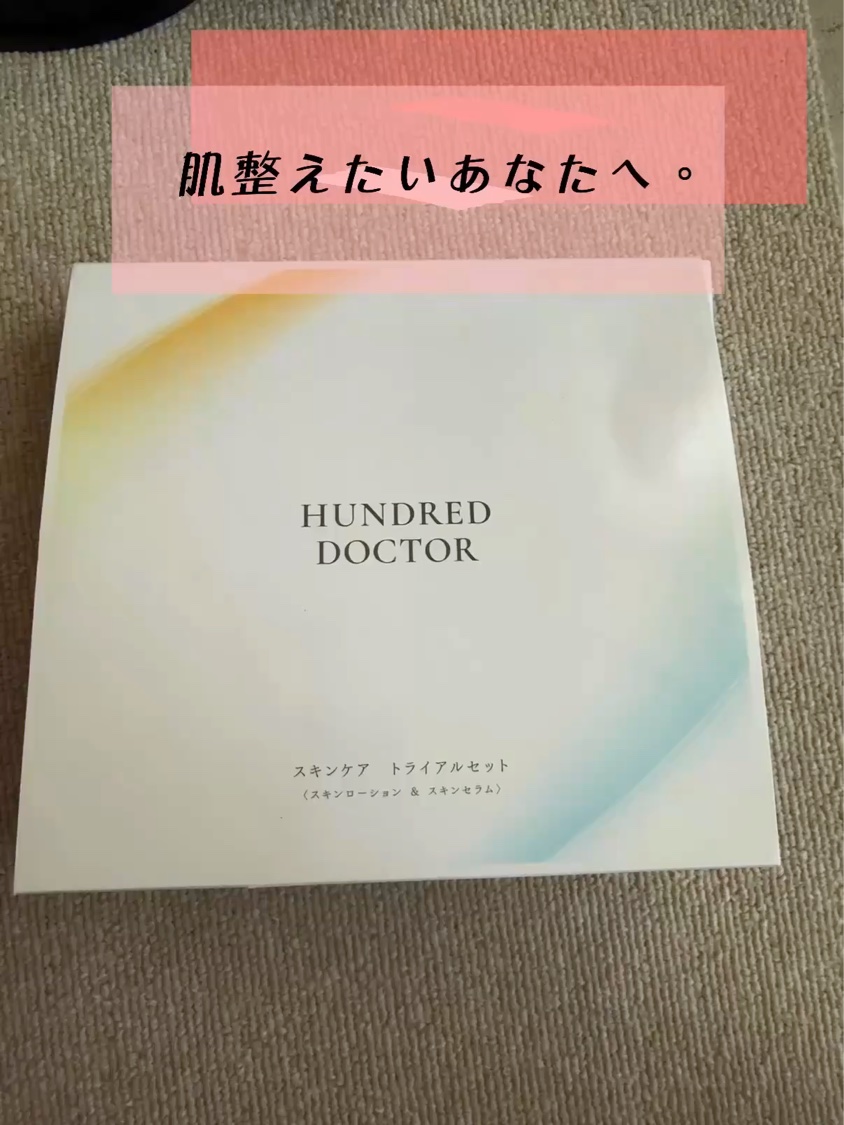 肌整えたいあなたへ。
HUNDRED
DOCTOR
スキンケア　トライアルセット
〈スキンローション & スキンセラム〉